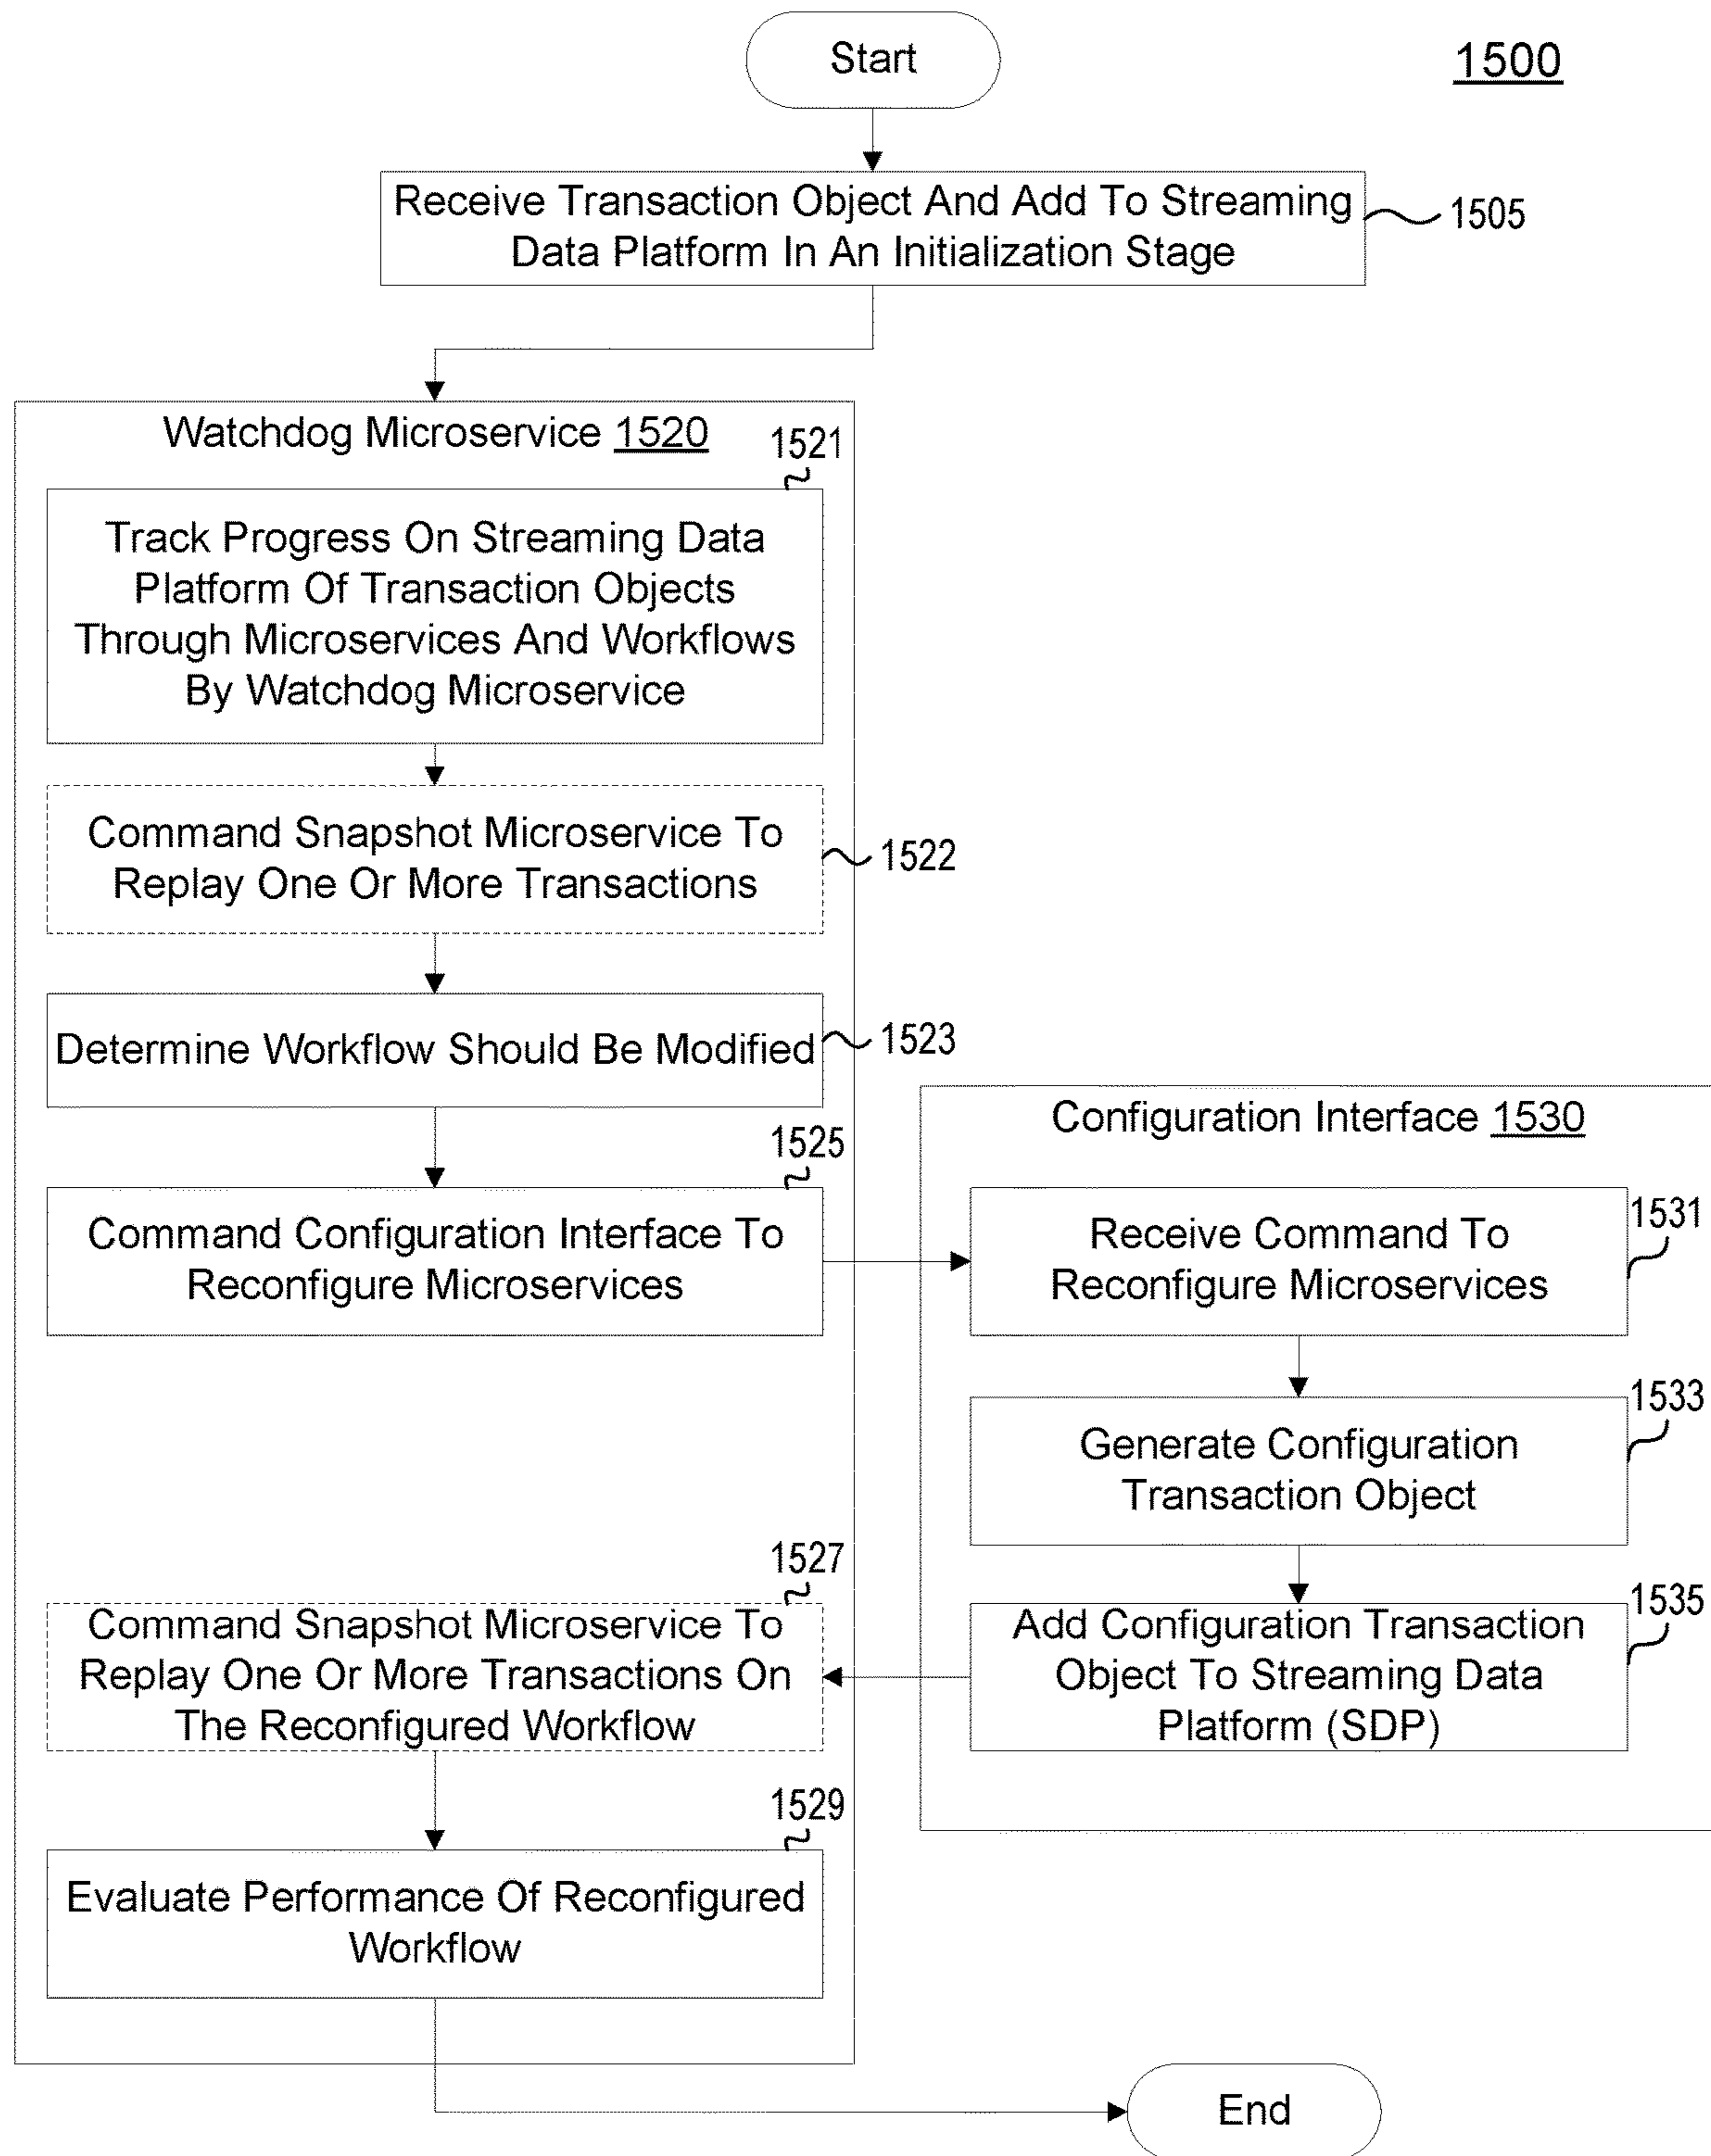 Start
1500
Receive Transaction Object And Add To Streaming
Data Platform In An Initialization Stage
1505
Watchdog Microservice 1520
1521
Track Progress On Streaming Data
Platform Of Transaction Objects
Through Microservices And Workflows
By Watchdog Microservice
Command Snapshot Microservice To
Replay One Or More Transactions
1522
Determine Workflow Should Be Modified
1523
1525
Command Configuration Interface To
Reconfigure Microservices
Configuration Interface 1530
1531
Receive Command To
Reconfigure Microservices
1533
Generate Configuration
Transaction Object
1535
Add Configuration Transaction
Object To Streaming Data
Platform (SDP)
1527
Command Snapshot Microservice To
Replay One Or More Transactions On
The Reconfigured Workflow
1529
Evaluate Performance Of Reconfigured
Workflow
End